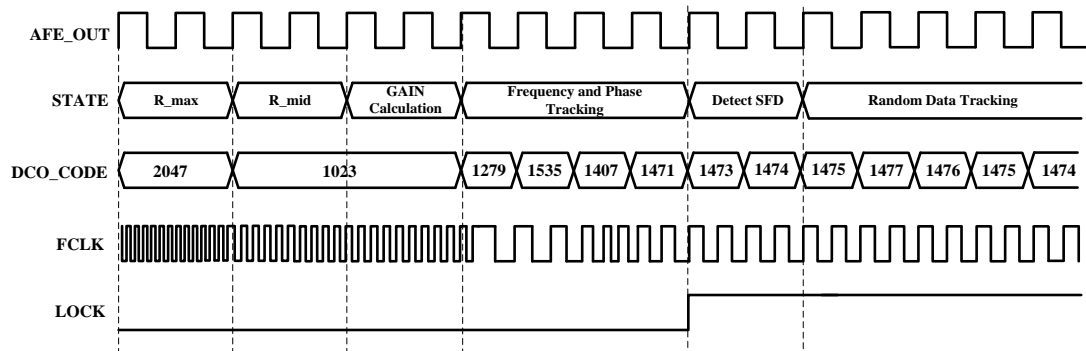 AFE_OUT
STATE
R_max
R_mid
GAIN
Calculation
Frequency and Phase
Tracking
Detect SFD
Random Data Tracking
DCO_CODE
2047
1023
1279
1535
1407
1471
1473
1474
1475
1477
1476
1475
1474
FCLK
LOCK